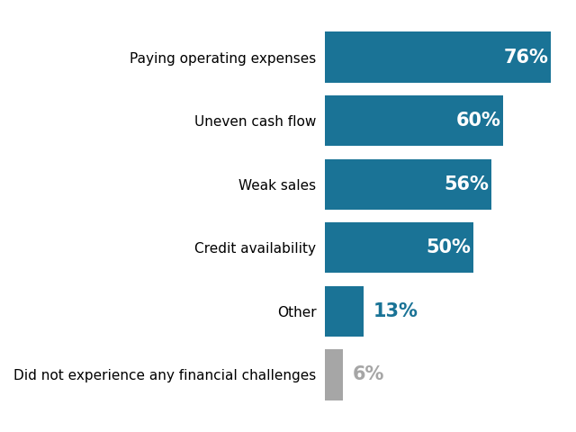 Paying operating expenses 76%
Uneven cash flow 60%
Weak sales 56%
Credit availability 50%
Other 13%
Did not experience any financial challenges 6%